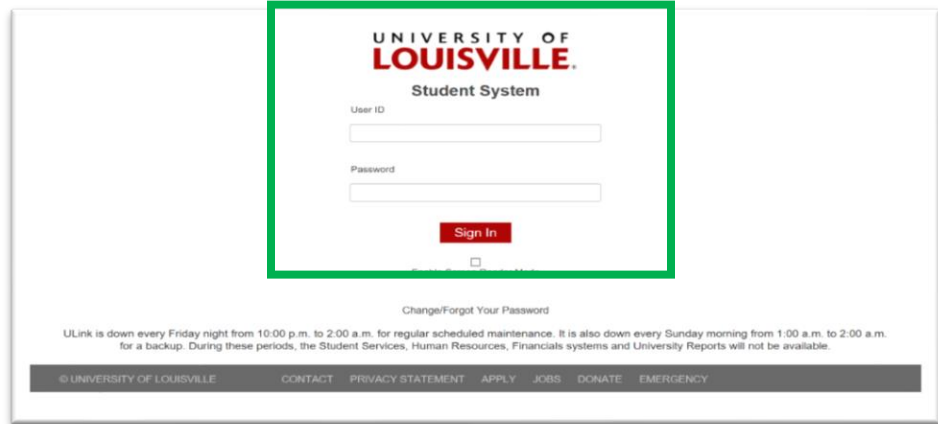 UNIVERSITY OF
LOUISVILLE.
Student System
User ID
Password
Sign In
Change/Forgot Your Password
ULink is down every Friday night from 10:00 p.m. to 2:00 a.m. for regular scheduled maintenance. It is also down every Sunday morning from 1:00 a.m. to 2:00 a.m.
for a backup. During these periods, the Student Services, Human Resources, Financials systems and University Reports will not be available.
© UNIVERSITY OF LOUISVILLE CONTACT PRIVACY STATEMENT APPLY JOBS DONATE EMERGENCY